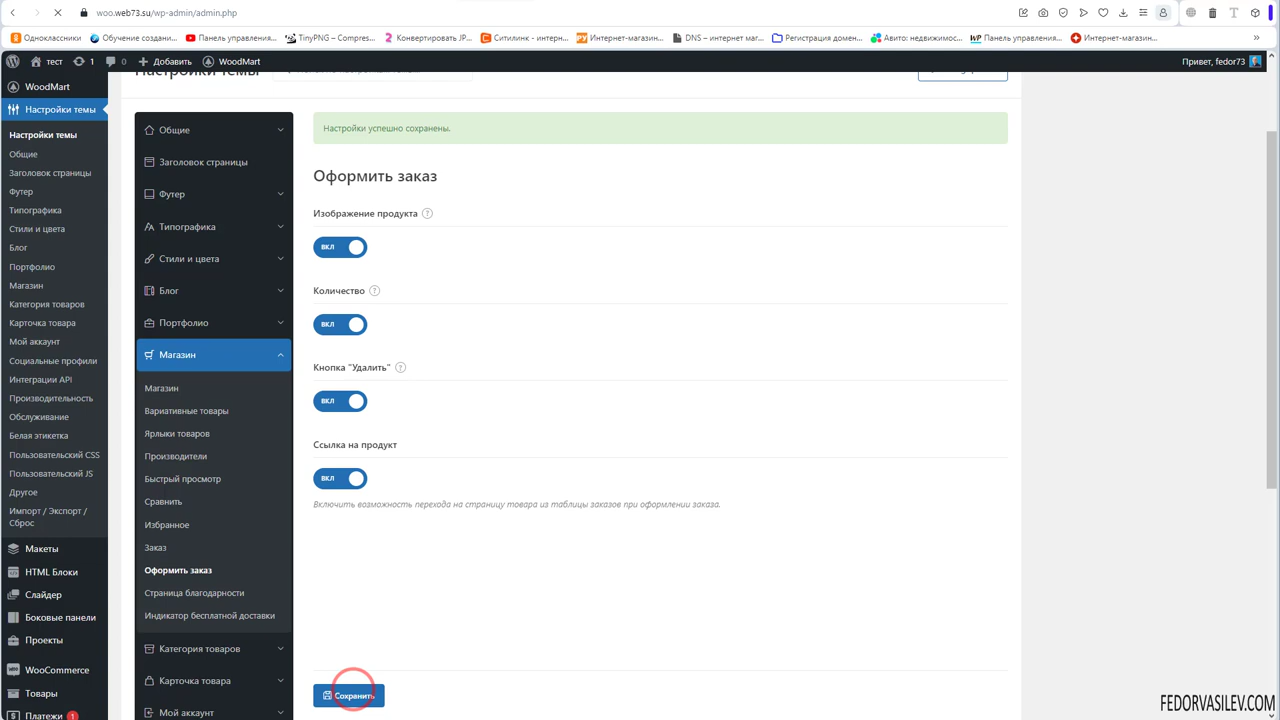 woo.web73.su/wp-admin/admin.php
Одноклассники
Обучение создани...
Панель управления...
TinyPNG – Compres...
Конвертировать JP...
Ситилинк - интерн...
Интернет-магазин...
DNS – интернет маг...
Регистрация домен...
Авито: недвижимос...
Панель управления...
Интернет-магазин...
тест
1
0
Добавить
WoodMart
Привет, fedor73
WoodMart
Настройки темы
Настройки темы
Общие
Заголовок страницы
Футер
Типографика
Стили и цвета
Блог
Портфолио
Магазин
Категория товаров
Карточка товара
Мой аккаунт
Социальные профили
Интеграции API
Производительность
Обслуживание
Белая этикетка
Пользовательский CSS
Пользовательский JS
Другое
Импорт / Экспорт /
Сброс
Макеты
HTML Блоки
Слайдер
Боковые панели
Проекты
WooCommerce
Товары
Платежи 1
Настройки темы
Общие
Заголовок страницы
Футер
Типографика
Стили и цвета
Блог
Портфолио
Магазин
Магазин
Вариативные товары
Ярлыки товаров
Производители
Быстрый просмотр
Сравнить
Избранное
Заказ
Оформить заказ
Страница благодарности
Индикатор бесплатной доставки
Категория товаров
Карточка товара
Мой аккаунт
Настройки успешно сохранены.
Оформить заказ
Изображение продукта ?
ВКЛ
Количество ?
ВКЛ
Кнопка "Удалить" ?
ВКЛ
Ссылка на продукт
ВКЛ
Включить возможность перехода на страницу товара из таблицы заказов при оформлении заказа.
Сохранить
FEDORVASILEV.COM